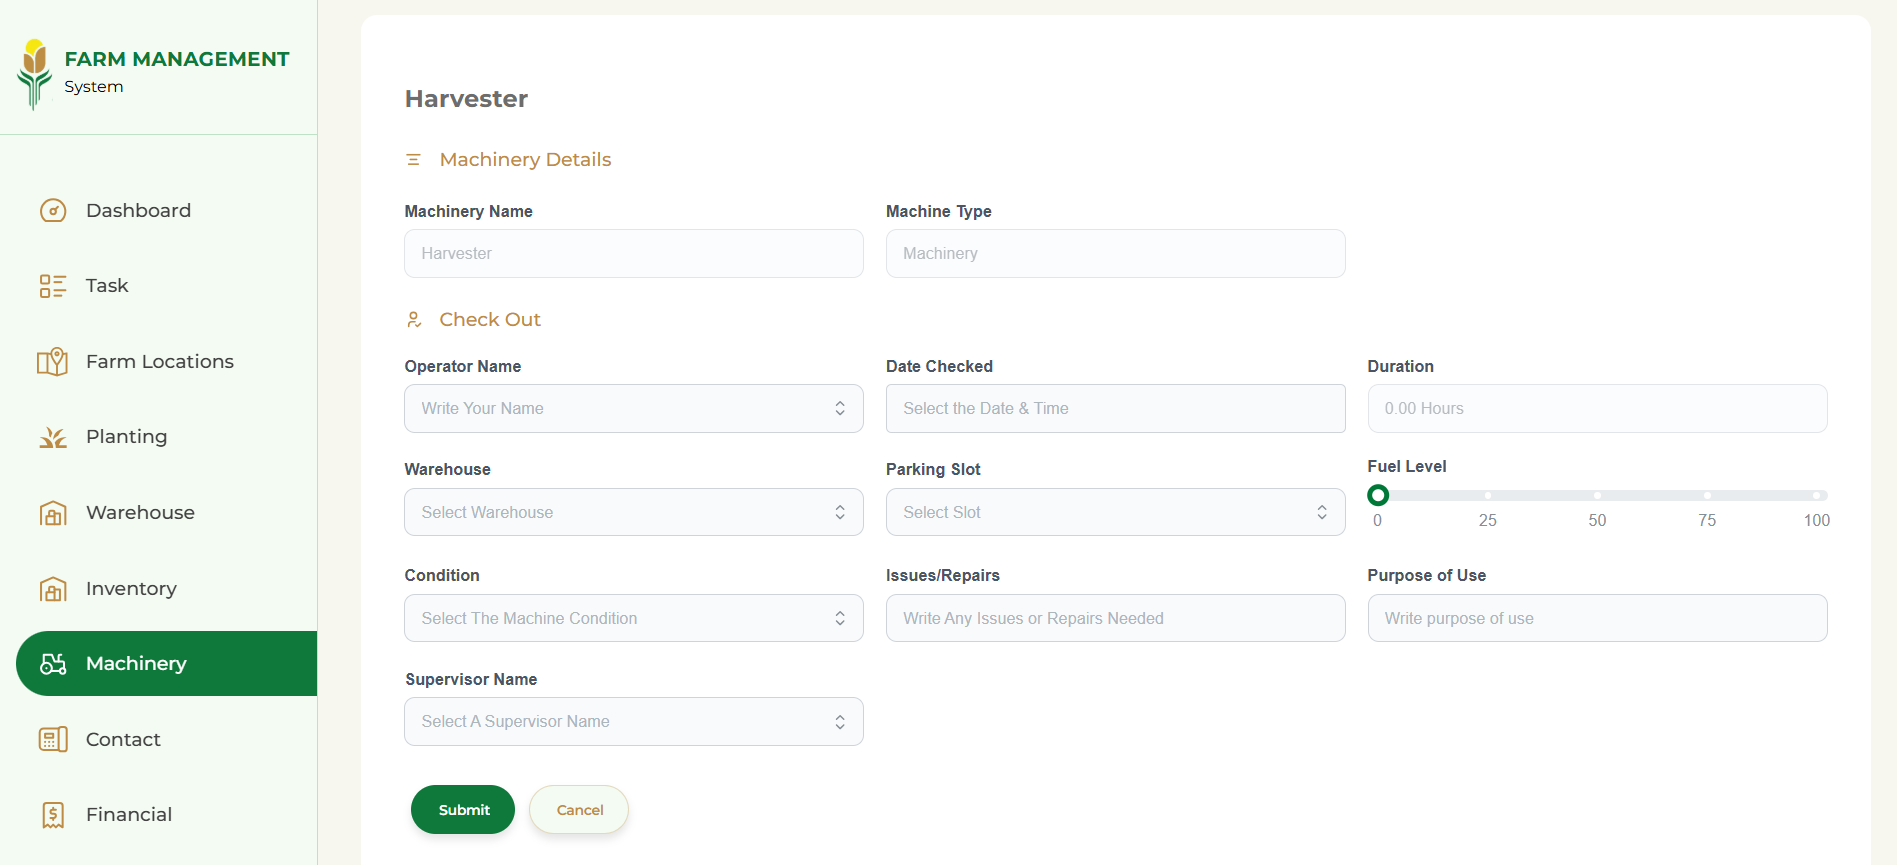 FARM MANAGEMENT
System
Dashboard
Task
Farm Locations
Planting
Warehouse
Inventory
Machinery
Contact
Financial
Harvester
Machinery Details
Machinery Name
Machine Type
Harvester
Machinery
Check Out
Operator Name
Date Checked
Duration
Write Your Name
Select the Date & Time
0.00 Hours
Warehouse
Parking Slot
Fuel Level
Select Warehouse
Select Slot
0 25 50 75 100
Condition
Issues/Repairs
Purpose of Use
Select The Machine Condition
Write Any Issues or Repairs Needed
Write purpose of use
Supervisor Name
Select A Supervisor Name
Submit
Cancel